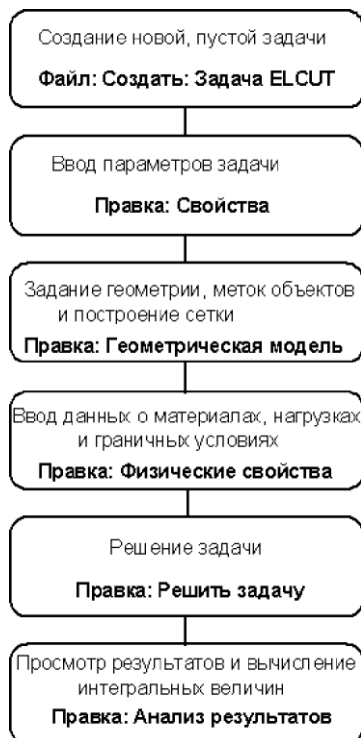 Создание новой, пустой задачи
Файл: Создать: Задача ELCUT
Ввод параметров задачи
Правка: Свойства
Задание геометрии, меток объектов
и построение сетки
Правка: Геометрическая модель
Ввод данных о материалах, нагрузках
и граничных условиях
Правка: Физические свойства
Решение задачи
Правка: Решить задачу
Просмотр результатов и вычисление
интегральных величин
Правка: Анализ результатов